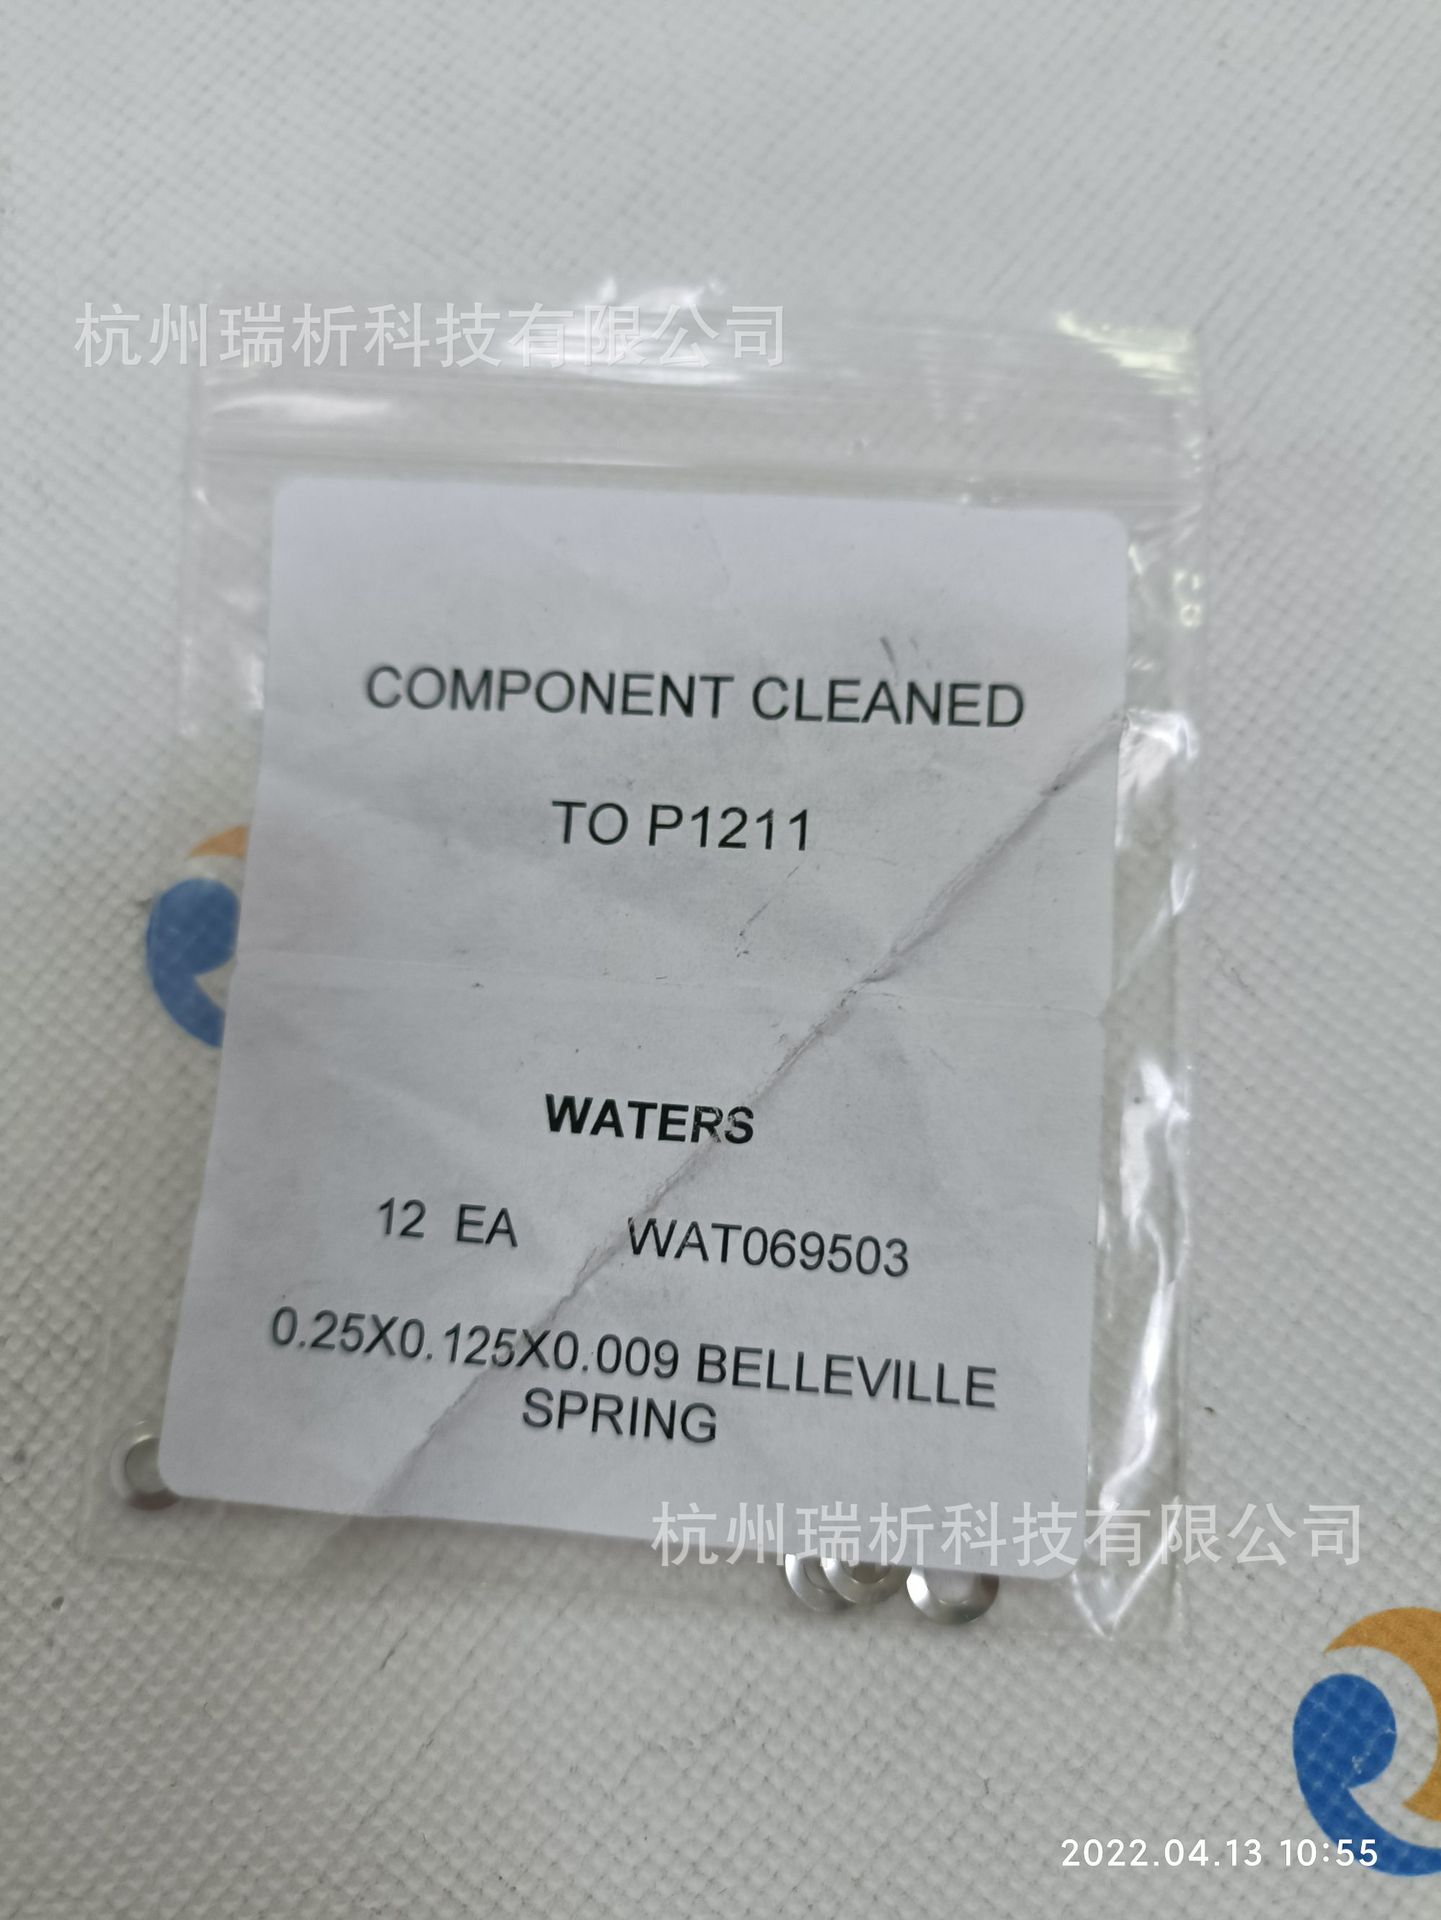 杭州瑞析科技有限公司
COMPONENT CLEANED
TO P1211
WATERS
12 EA WAT069503
0.25X0.125X0.009 BELLEVILLE
SPRING
杭州瑞析科技有限公司
2022.04.13 10:55